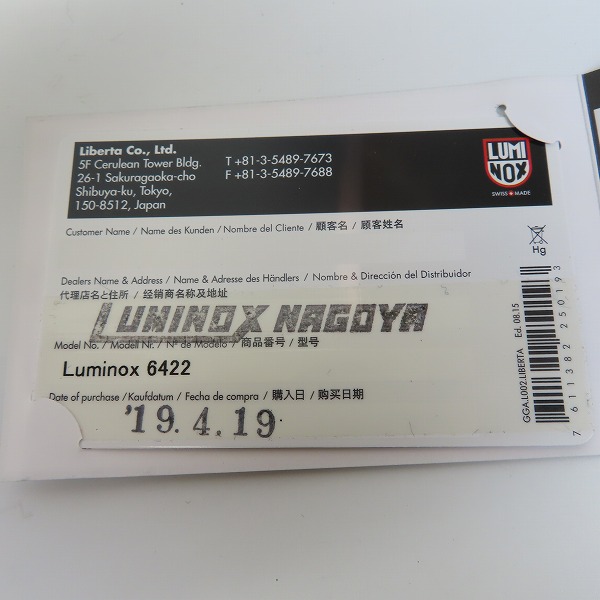 Liberta Co., Ltd.
5F Cerulean Tower Bldg.
26-1 Sakuragaoka-cho
Shibuya-ku, Tokyo,
150-8512, Japan
T +81-3-5489-7673
F +81-3-5489-7688
LUMI
NOX
SWISS MADE
Customer Name / Name des Kunden / Nombre del Cliente / 顧客名 / 顾客姓名
Hg
Dealers Name & Address / Name & Adresse des Händlers / Nombre & Dirección del Distribuidor
代理店名と住所 / 经销商名称及地址
LUMINOX NAGOYA
Model No. / Modell Nr. / N° de Modelo / 商品番号 / 型号
Luminox 6422
Date of purchase / Kaufdatum / Fecha de compra / 購入日 / 购买日期
'19. 4. 19
GGA.L002.LIBERTA Ed. 08.15
7 611382 250193